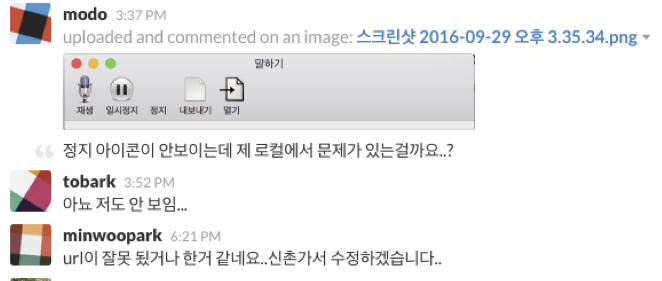 modo 3:37 PM
uploaded and commented on an image: 스크린샷 2016-09-29 오후 3.35.34.png
말하기
재생 일시정지 정지 내보내기 열기
정지 아이콘이 안보이는데 제 로컬에서 문제가 있는걸까요..?
tobark 3:52 PM
아뇨 저도 안 보임...
minwoopark 6:21 PM
url이 잘못 됬거나 한거 같네요..신촌가서 수정하겠습니다..